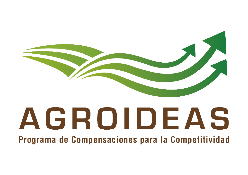 AGROIDEAS
Programa de Compensaciones para la Competitividad